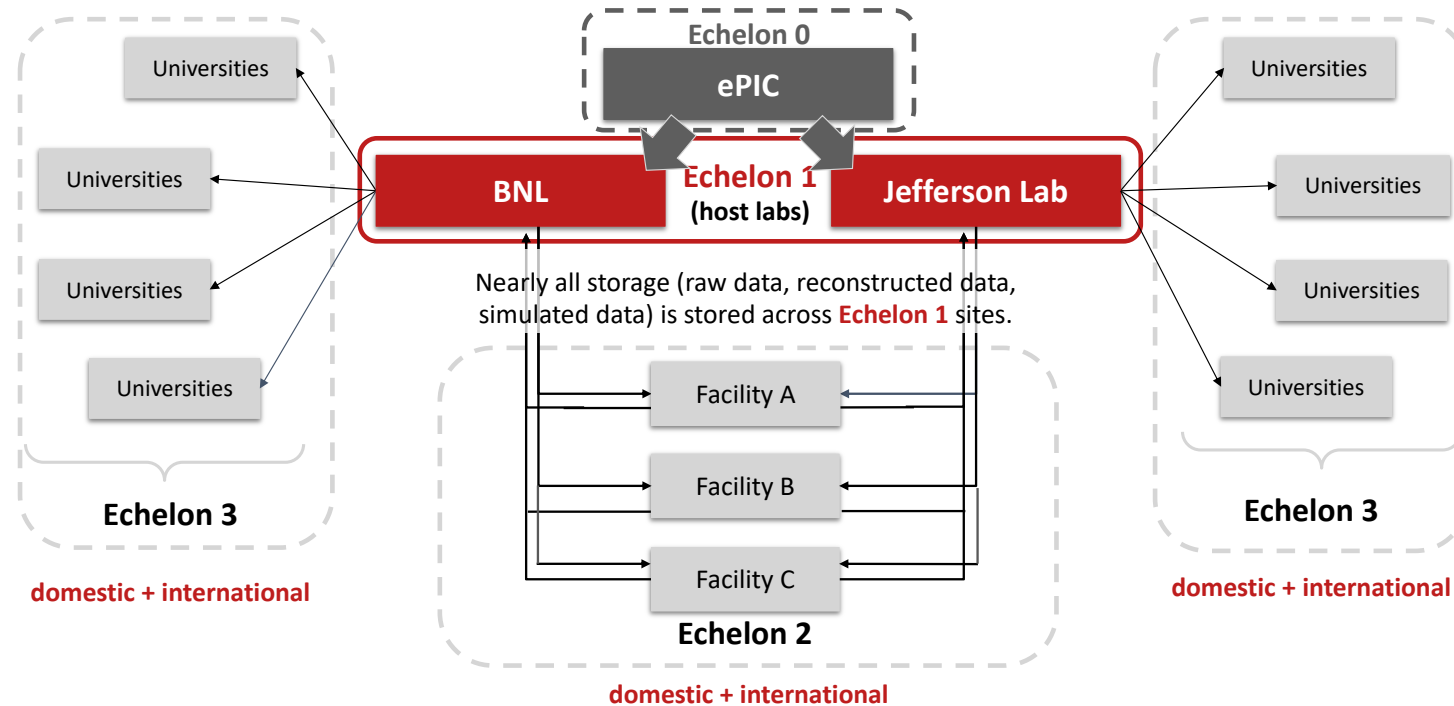 Echelon 0
ePIC
BNL
Echelon 1
(host labs)
Jefferson Lab
Universities
Universities
Universities
Universities
Echelon 3
domestic + international
Nearly all storage (raw data, reconstructed data,
simulated data) is stored across Echelon 1 sites.
Facility A
Facility B
Facility C
Echelon 2
domestic + international
Universities
Universities
Universities
Universities
Echelon 3
domestic + international